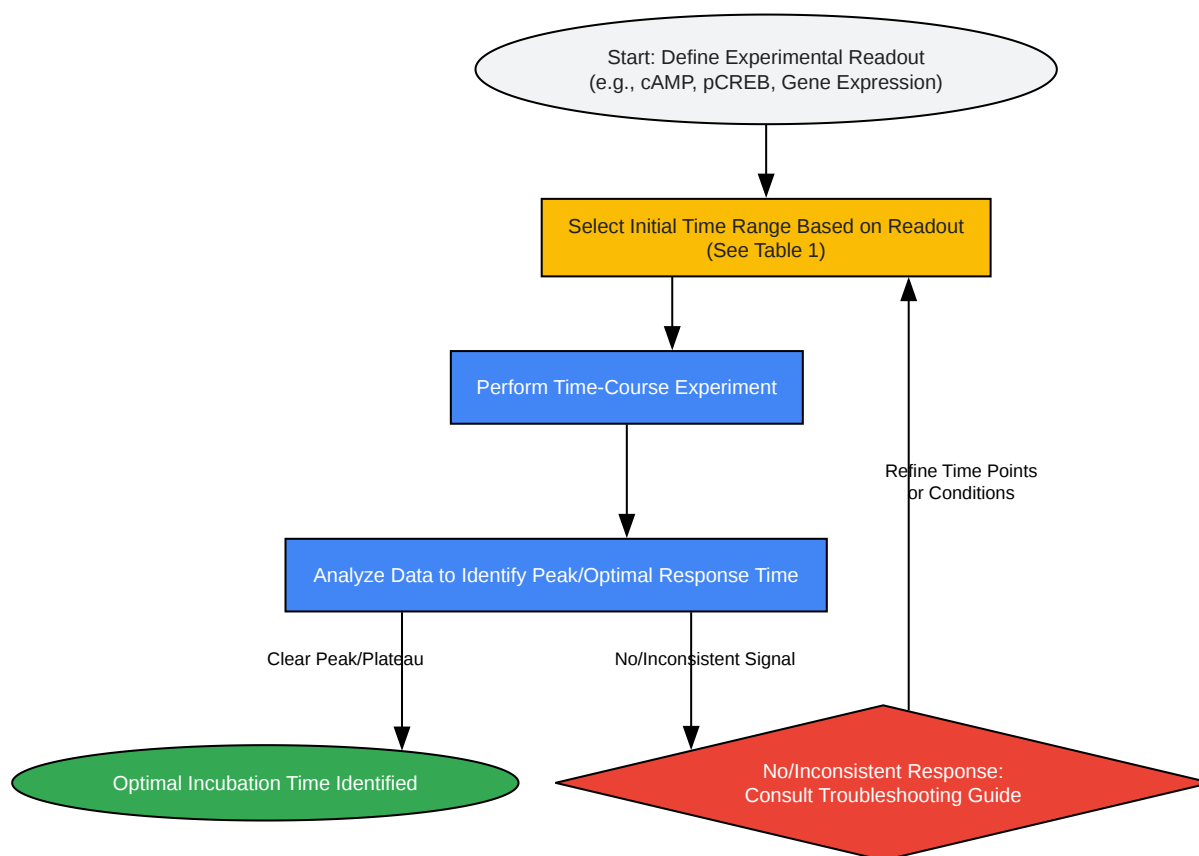 Start: Define Experimental Readout
(e.g., cAMP, pCREB, Gene Expression)
Select Initial Time Range Based on Readout
(See Table 1)
Perform Time-Course Experiment
Refine Time Points
or Conditions
Analyze Data to Identify Peak/Optimal Response Time
Clear Peak/Plateau
No/Inconsistent Signal
Optimal Incubation Time Identified
No/Inconsistent Response:
Consult Troubleshooting Guide